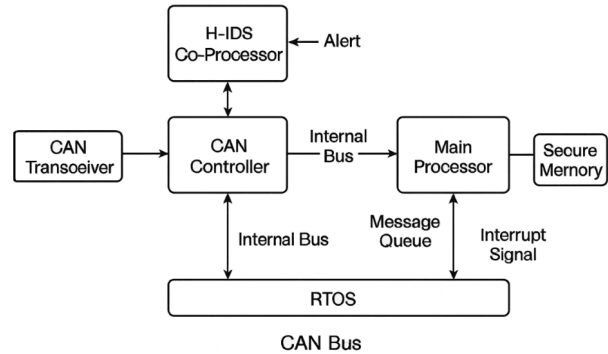 H-IDS
Co-Processor
Alert
CAN
Transoeiver
CAN
Controller
Internal
Bus
Main
Processor
Secure
Mernory
Internal Bus
Message
Queue
Interrupt
Signal
RTOS
CAN Bus